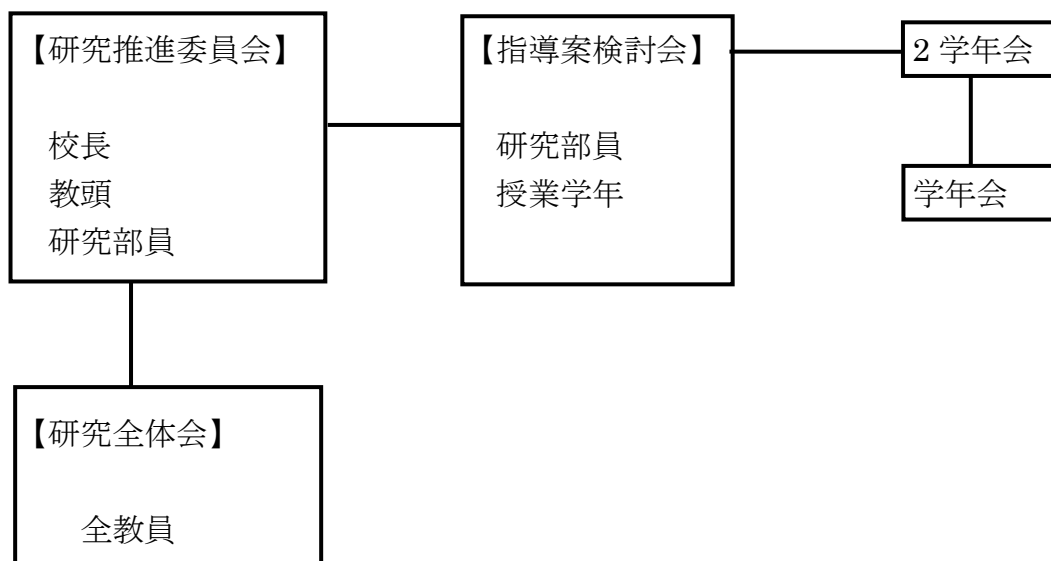 【研究推進委員会】
校長
教頭
研究部員
【指導案検討会】
研究部員
授業学年
2 学年会
学年会
【研究全体会】
全教員